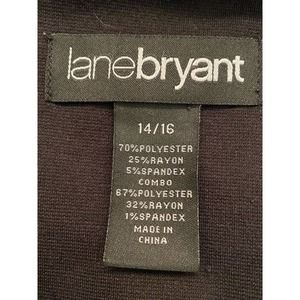 lanebryant
14/16
70%POLYESTER
25%RAYON
5%SPANDEX
COMBO
67%POLYESTER
32%RAYON
1%SPANDEX
MADE IN
CHINA